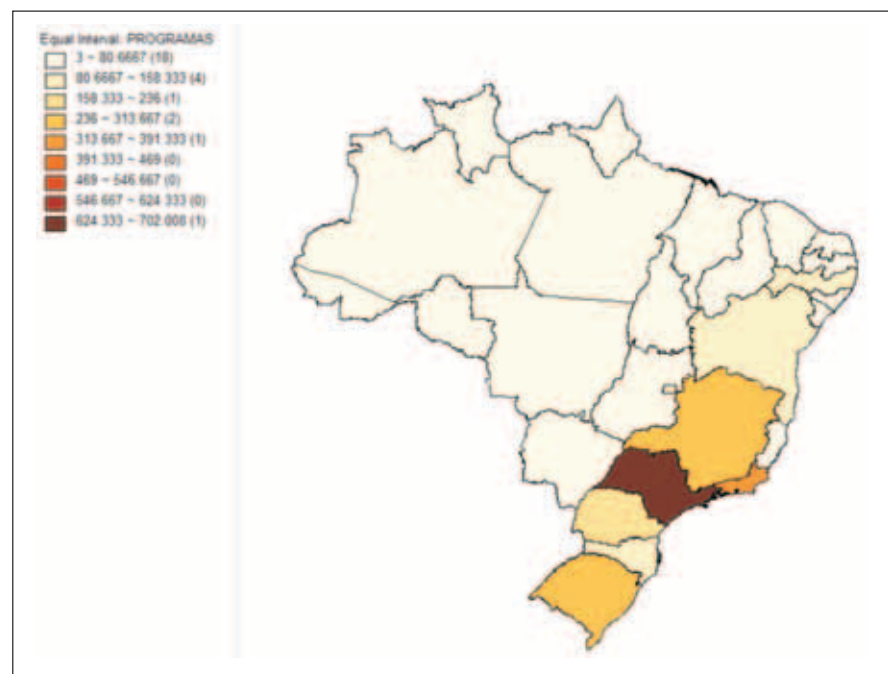 Equal Interval: PROGRAMAS
3 ~ 80.6667 (18)
80.6667 ~ 158.333 (4)
158.333 ~ 236 (1)
236 ~ 313.667 (2)
313.667 ~ 391.333 (1)
391.333 ~ 469 (0)
469 ~ 546.667 (0)
546.667 ~ 624.333 (0)
624.333 ~ 702.008 (1)